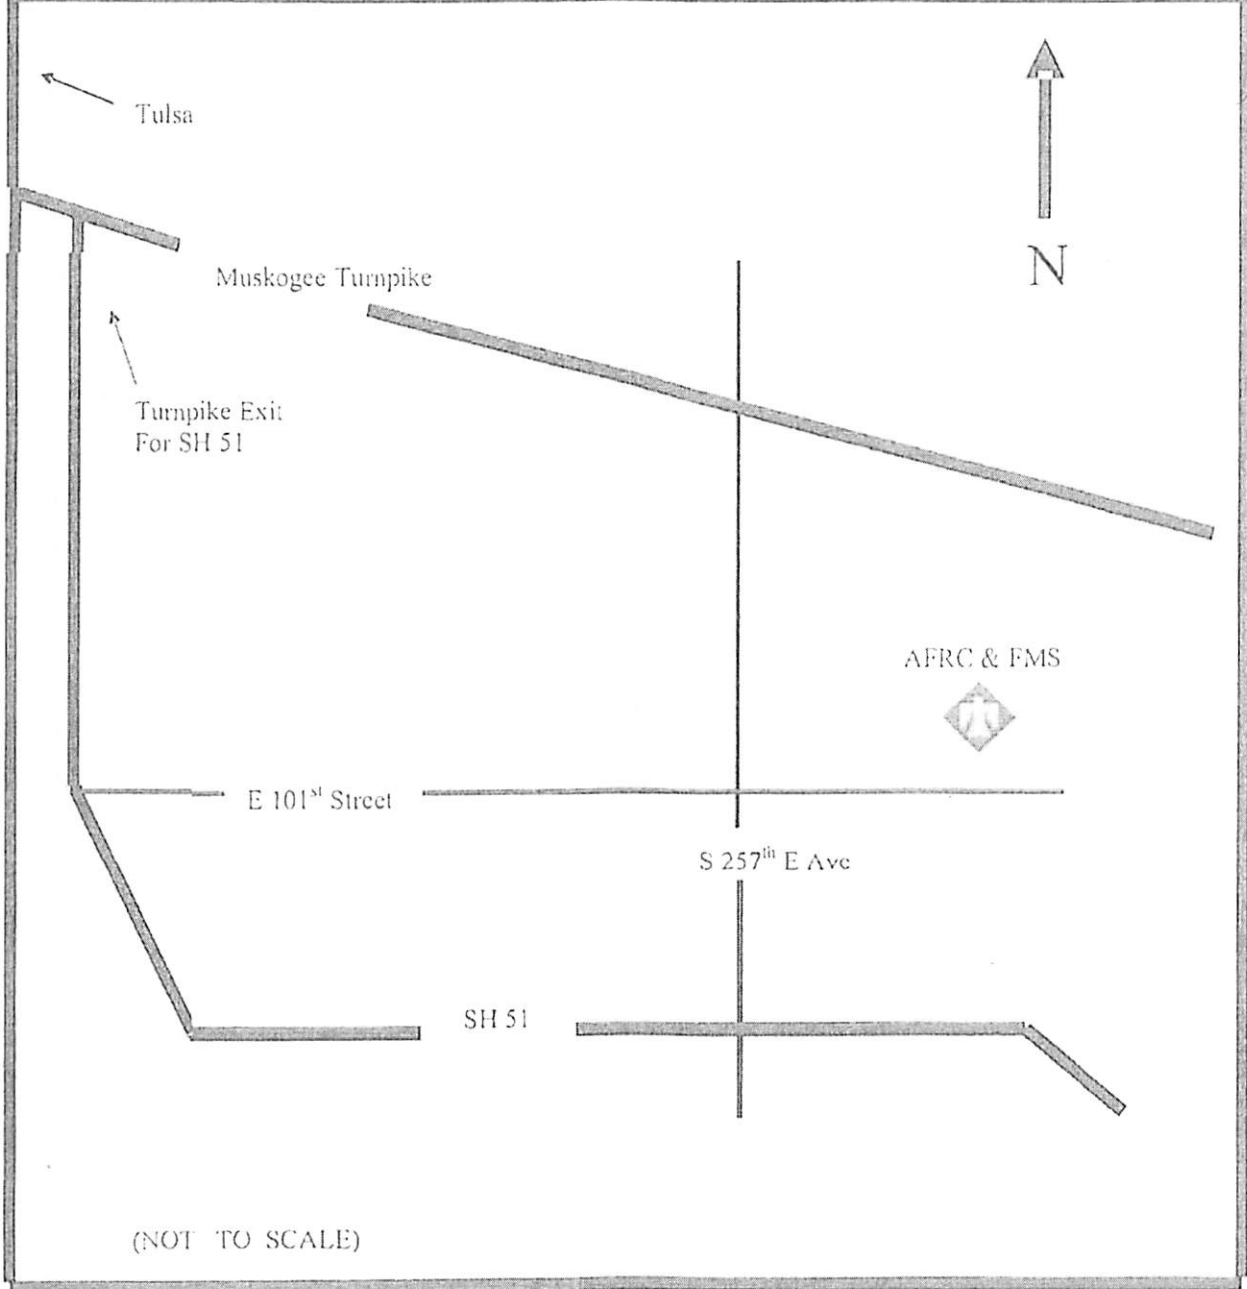 Tulsa
N
Muskogee Turnpike
Turnpike Exit
For SH 51
AFRC & FMS
E 101st Street
S 257th E Ave
SH 51
(NOT TO SCALE)